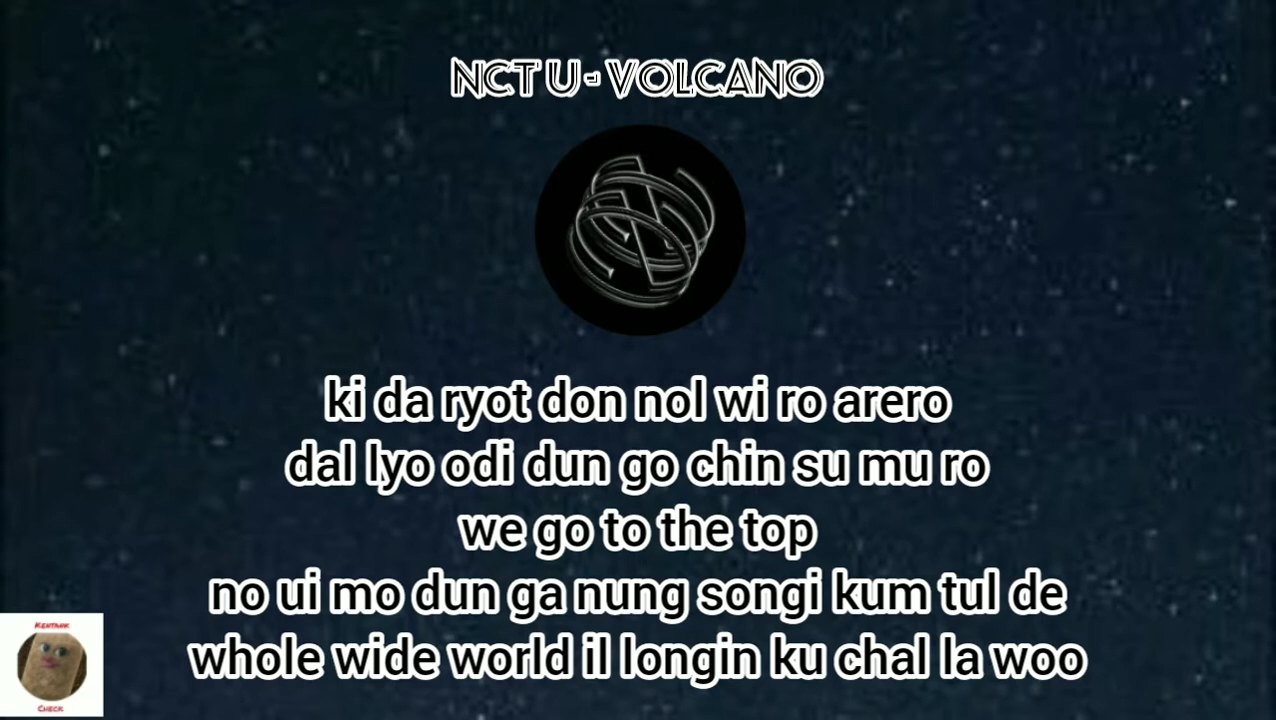 NCT U - VOLCANO
ki da ryot don nol wi ro arero
dal lyo odi dun go chin su mu ro
we go to the top
no ui mo dun ga nung songi kum tul de
whole wide world il longin ku chal la woo
KENTANK
CHECK